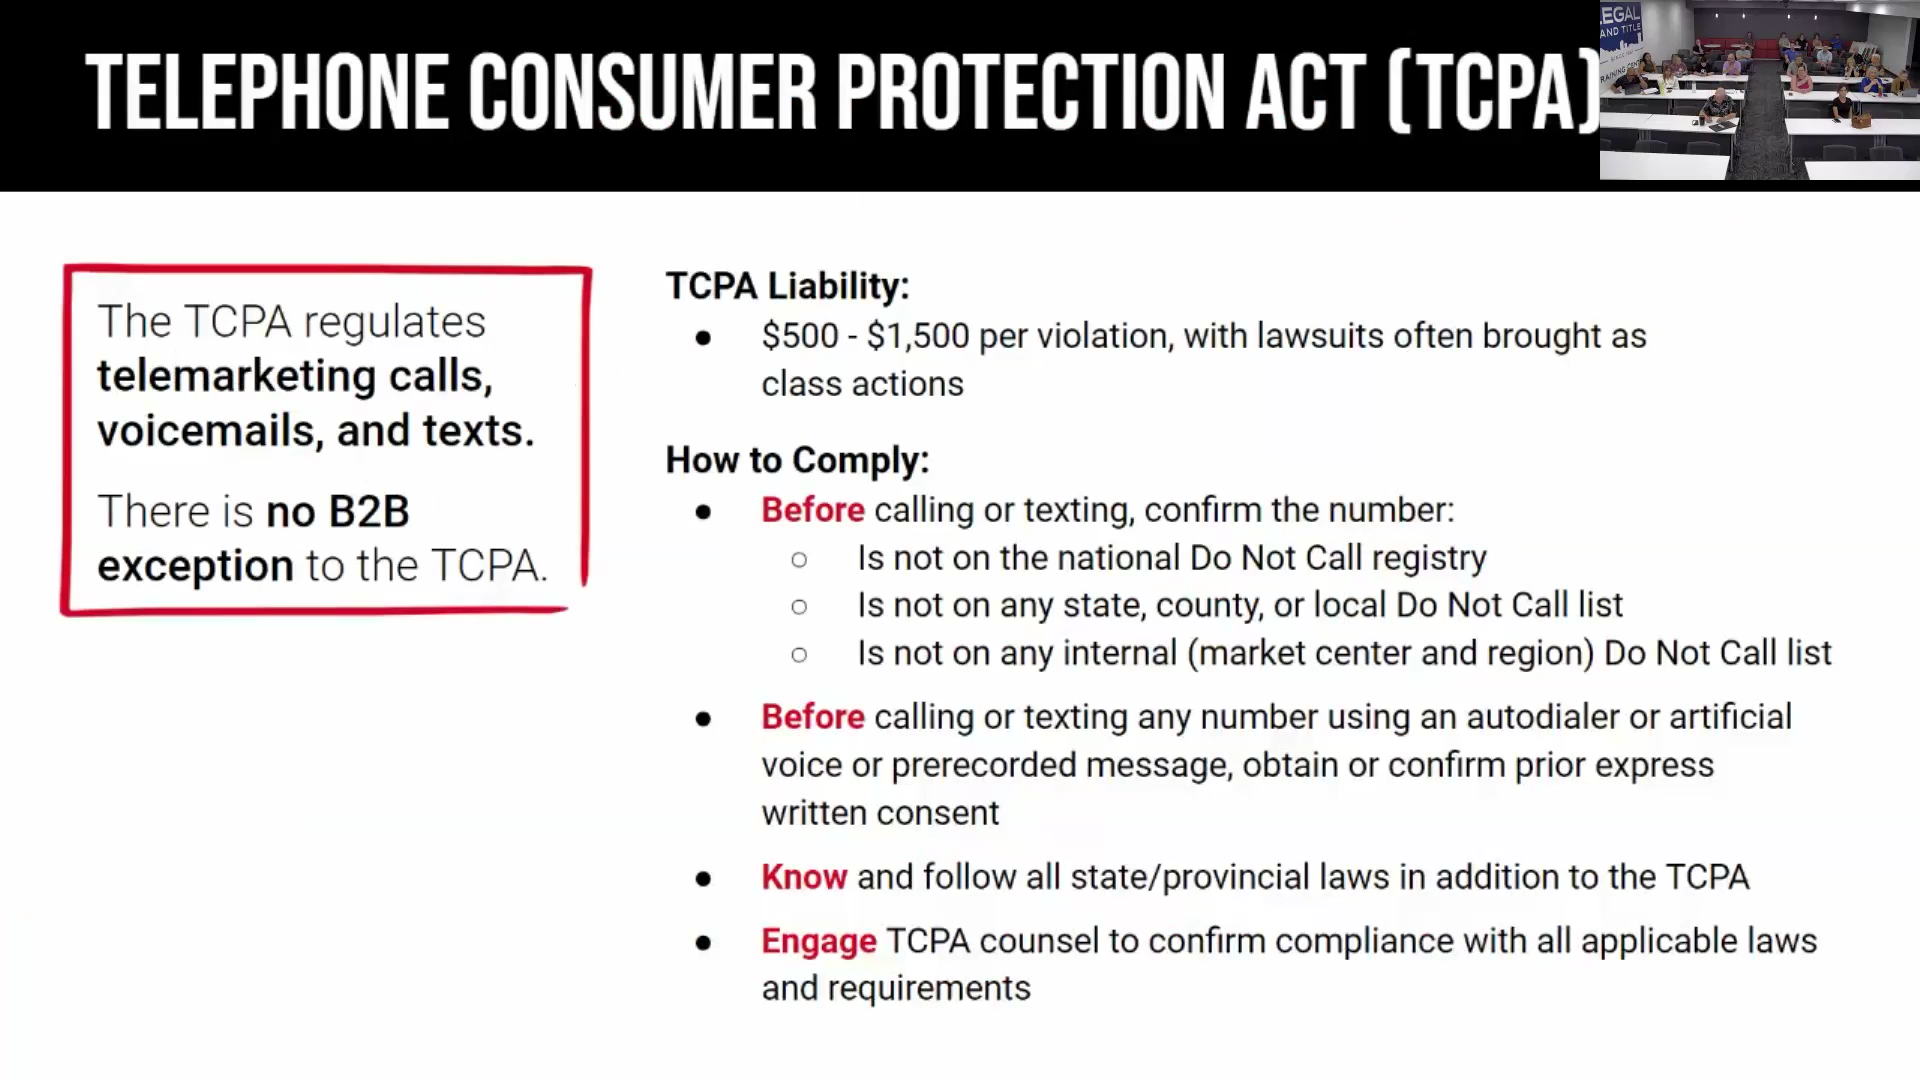 TELEPHONE CONSUMER PROTECTION ACT (TCPA)
EGAL
AND TITLE
The TCPA regulates
telemarketing calls,
voicemails, and texts.
There is no B2B
exception to the TCPA.
TCPA Liability:
● $500 - $1,500 per violation, with lawsuits often brought as
class actions
How to Comply:
● Before calling or texting, confirm the number:
○ Is not on the national Do Not Call registry
○ Is not on any state, county, or local Do Not Call list
○ Is not on any internal (market center and region) Do Not Call list
● Before calling or texting any number using an autodialer or artificial
voice or prerecorded message, obtain or confirm prior express
written consent
● Know and follow all state/provincial laws in addition to the TCPA
● Engage TCPA counsel to confirm compliance with all applicable laws
and requirements